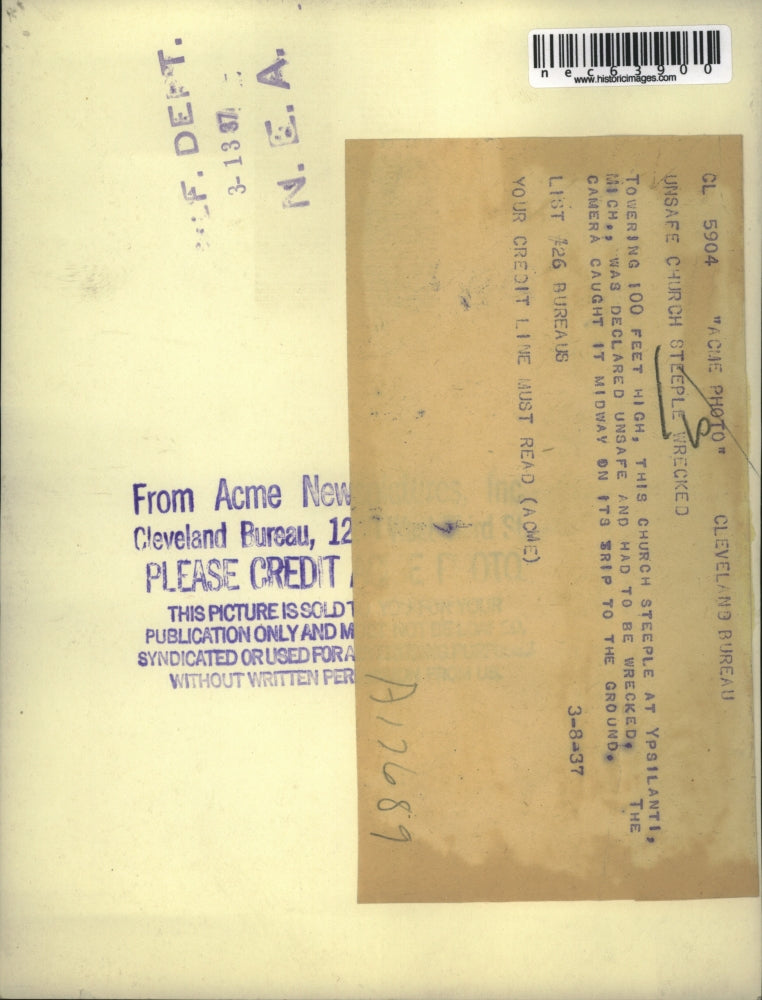 nec63900
www.historicimages.com
F. DEPT.
3-13 37
N. E. A.
CL 5904 "ACME PHOTO" CLEVELAND BUREAU
UNSAFE CHURCH STEEPLE WRECKED
TOWERING 100 FEET HIGH, THIS CHURCH STEEPLE AT YPSILANTI,
MICH., WAS DECLARED UNSAFE AND HAD TO BE WRECKED. THE
CAMERA CAUGHT IT MIDWAY ON ITS TRIP TO THE GROUND.
3-8-37
LIST #26 BUREAUS
YOUR CREDIT LINE MUST READ (ACME)
From Acme New
Cleveland Bureau, 12
PLEASE CREDIT A
THIS PICTURE IS SOLD T
PUBLICATION ONLY AND M
SYNDICATED OR USED FOR A
WITHOUT WRITTEN PER
A17689